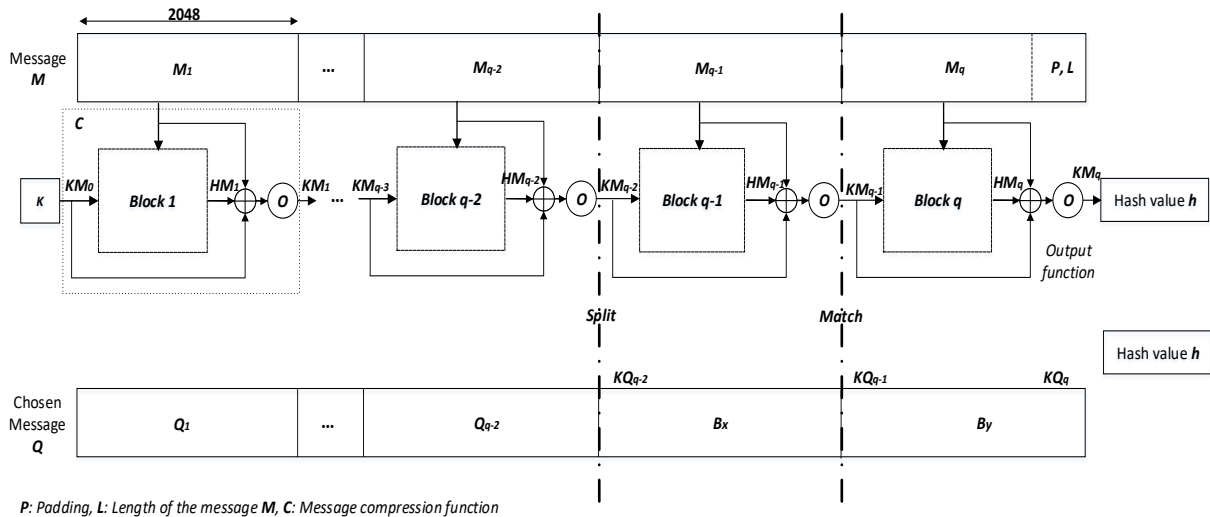 2048
Message
M
M1
...
Mq-2
Mq-1
Mq
P, L
C
K
KM0
Block 1
HM1
O
KM1
...
KMq-3
Block q-2
HMq-2
O
KMq-2
Block q-1
HMq-1
O
KMq-1
Block q
HMq
O
KMq
Hash value h
Output
function
Split
Match
Hash value h
KQq-2
KQq-1
KQq
Chosen
Message
Q
Q1
...
Qq-2
Bx
By
P: Padding, L: Length of the message M, C: Message compression function